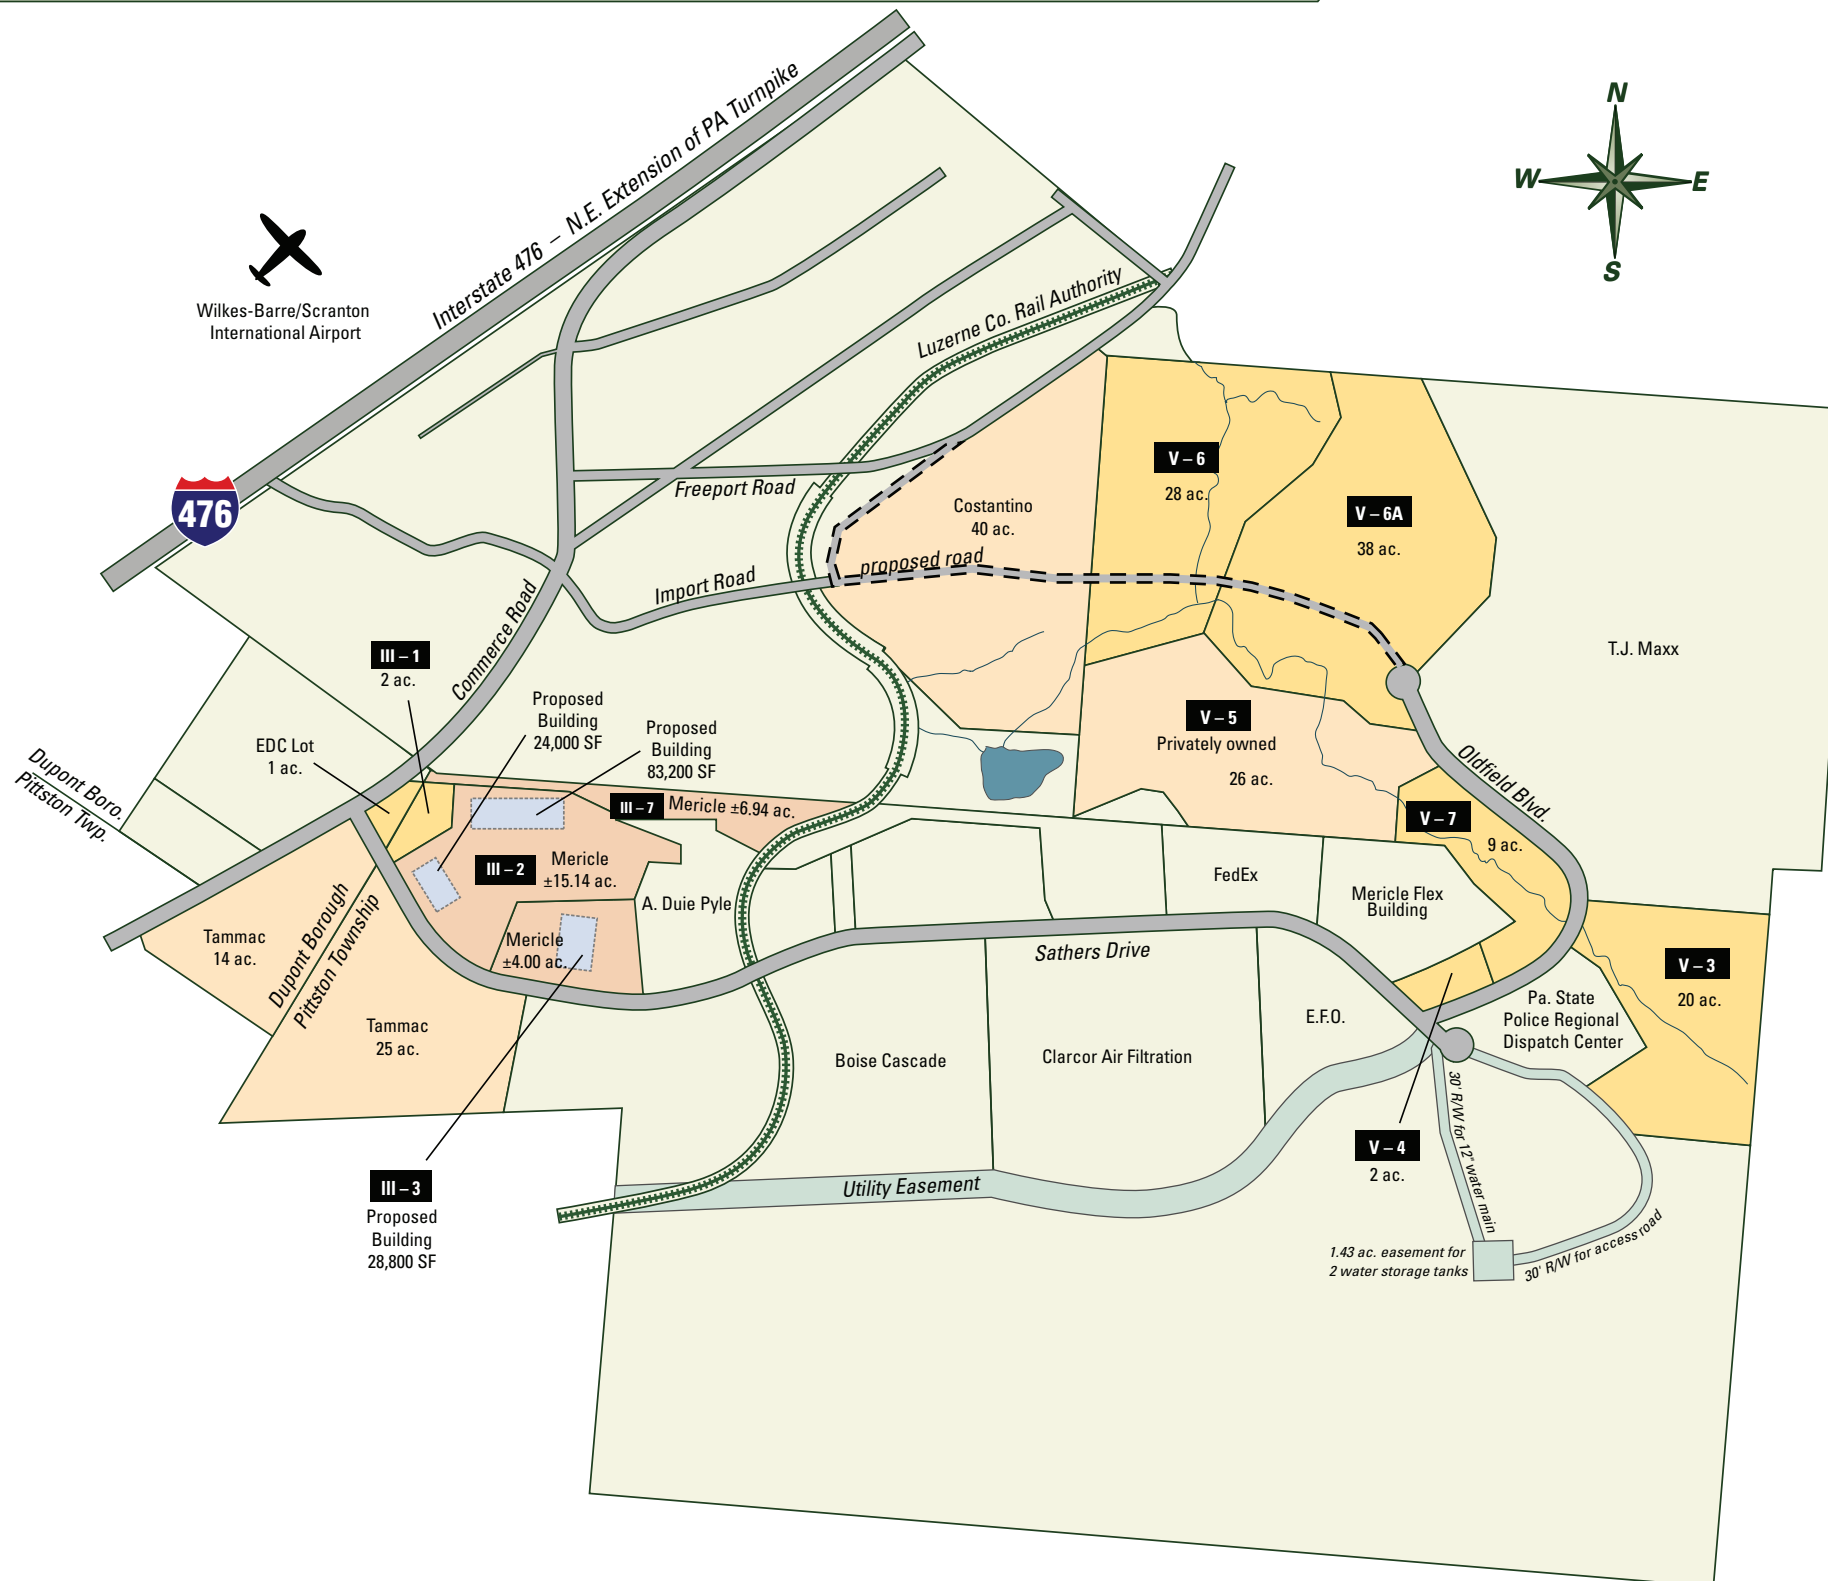 N
W
E
S
Interstate 476 – N.E. Extension of PA Turnpike
Wilkes-Barre/Scranton
International Airport
Luzerne Co. Rail Authority
476
Freeport Road
Costantino
40 ac.
V – 6
28 ac.
V – 6A
38 ac.
proposed road
Import Road
Commerce Road
T.J. Maxx
III – 1
2 ac.
Proposed
Building
24,000 SF
Proposed
Building
83,200 SF
V – 5
Privately owned
26 ac.
EDC Lot
1 ac.
Dupont Boro.
Pittston Twp.
Oldfield Blvd.
III – 7
Mericle ±6.94 ac.
V – 7
9 ac.
III – 2
Mericle
±15.14 ac.
A. Duie Pyle
FedEx
Mericle Flex
Building
Tammac
14 ac.
Dupont Borough
Pittston Township
Mericle
±4.00 ac.
Sathers Drive
V – 3
20 ac.
Pa. State
Police Regional
Dispatch Center
E.F.O.
Tammac
25 ac.
Boise Cascade
Clarcor Air Filtration
30' R/W for 12" water main
V – 4
2 ac.
III – 3
Proposed
Building
28,800 SF
Utility Easement
1.43 ac. easement for
2 water storage tanks
30' R/W for access road